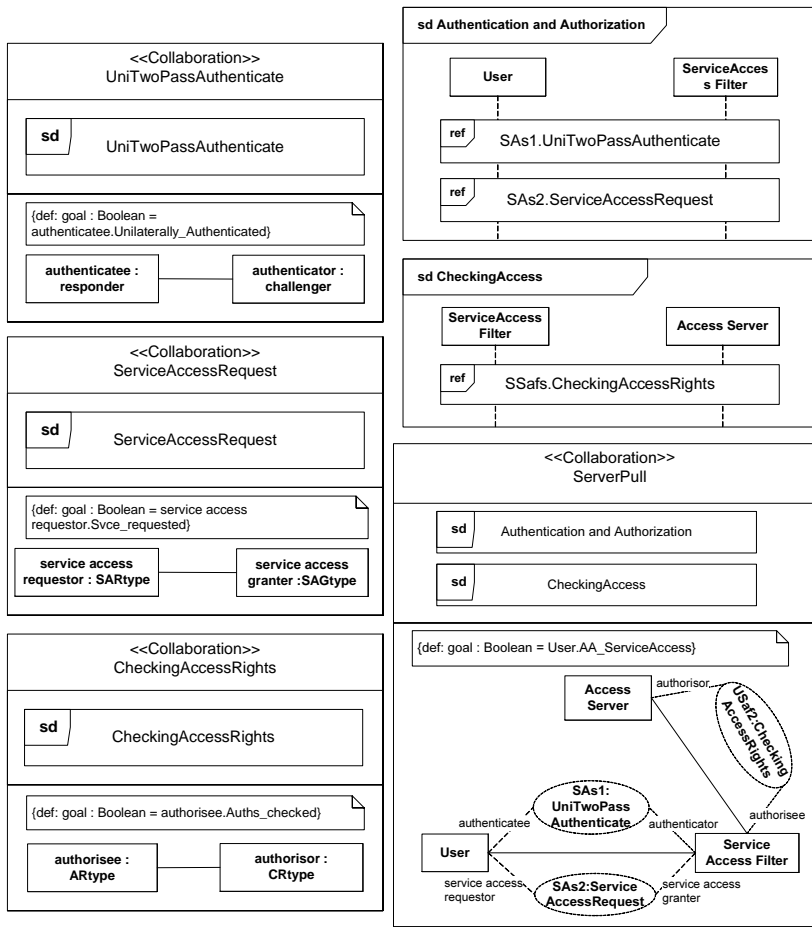 <<Collaboration>>
UniTwoPassAuthenticate
sd
UniTwoPassAuthenticate
{def: goal : Boolean =
authenticatee.Unilaterally_Authenticated}
authenticatee :
responder
authenticator :
challenger
<<Collaboration>>
ServiceAccessRequest
sd
ServiceAccessRequest
{def: goal : Boolean = service access
requestor.Svce_requested}
service access
requestor : SARtype
service access
granter :SAGtype
<<Collaboration>>
CheckingAccessRights
sd
CheckingAccessRights
{def: goal : Boolean = authorisee.Auths_checked}
authorisee :
ARtype
authorisor :
CRtype
sd Authentication and Authorization
User
ServiceAcces
s Filter
ref
SAs1.UniTwoPassAuthenticate
ref
SAs2.ServiceAccessRequest
sd CheckingAccess
ServiceAccess
Filter
Access Server
ref
SSafs.CheckingAccessRights
<<Collaboration>>
ServerPull
sd
Authentication and Authorization
sd
CheckingAccess
{def: goal : Boolean = User.AA_ServiceAccess}
Access
Server
authorisor
USaf2:Checking
AccessRights
authorisee
SAs1:
UniTwoPass
Authenticate
authenticatee
authenticator
User
Service
Access Filter
service access
requestor
SAs2:Service
AccessRequest
service access
granter